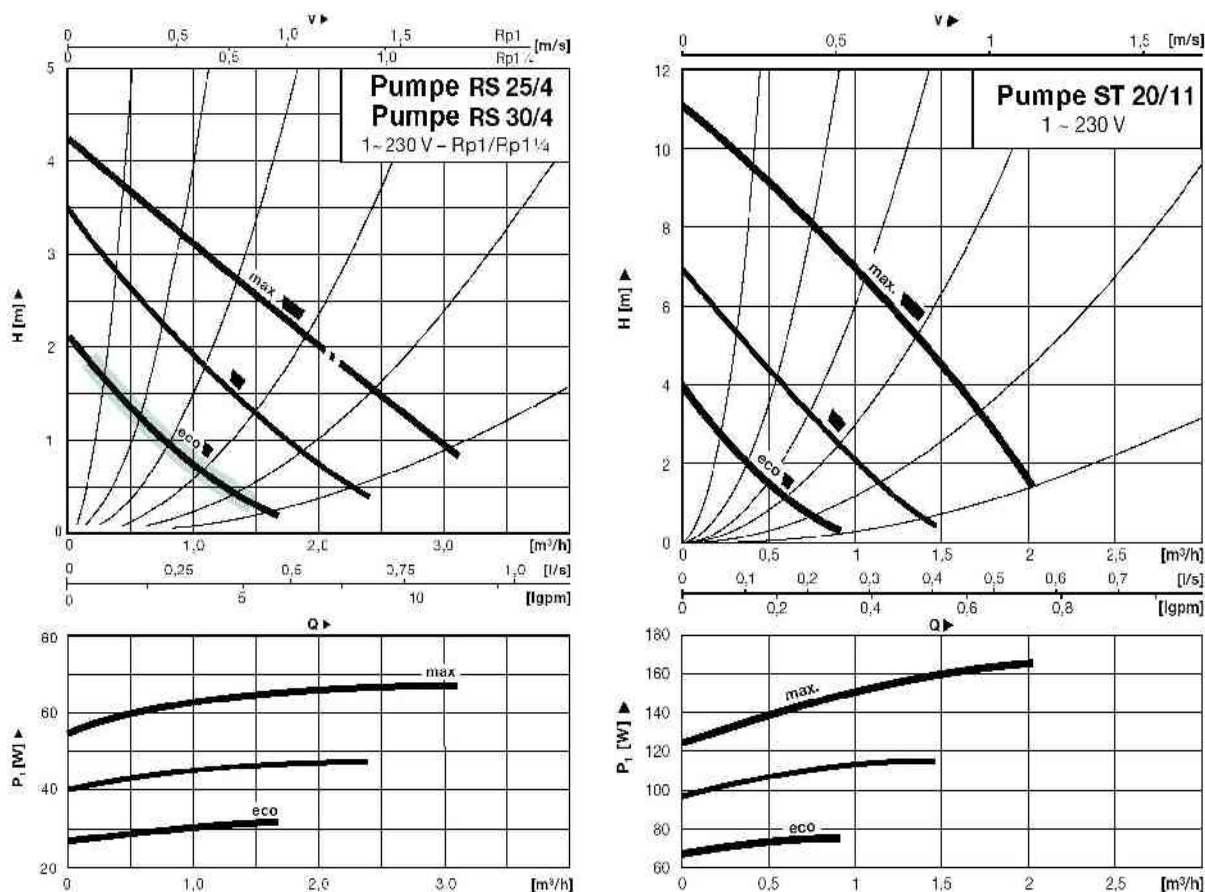 V ▶
0 0,5 1,0 1,5 Rp1 [m/s]
0 0,5 1,0 Rp1¼
5
4
3
2
1
0
H [m] ▶
Pumpe RS 25/4
Pumpe RS 30/4
1~230 V – Rp1/Rp1¼
max.
eco
0 1,0 2,0 3,0 [m³/h]
0 0,25 0,5 0,75 1,0 [l/s]
0 5 10 [Igpm]
Q ▶
80
60
40
20
P₁ [W] ▶
max
eco
0 1,0 2,0 3.0 [m³/h]
V ▶
0 0,5 1 1,5 [m/s]
12
10
8
6
4
2
0
H [m] ▶
Pumpe ST 20/11
1 ~ 230 V
max.
eco
0 0,5 1 1,5 2 2,5 [m³/h]
0 0,1 0,2 0,3 0,4 0,5 0,6 0,7 [l/s]
0 0,2 0,4 0,6 0,8 [Igpm]
Q ▶
180
160
140
120
100
80
60
P₁ [W] ▶
max.
eco
0 0,5 1 1,5 2 2,5 [m³/h]